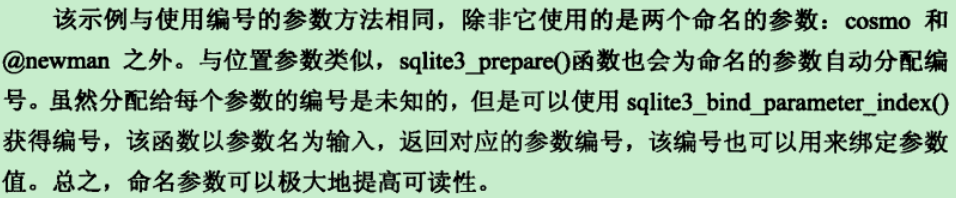 该示例与使用编号的参数方法相同，除非它使用的是两个命名的参数：cosmo 和
@newman 之外。与位置参数类似，sqlite3_prepare()函数也会为命名的参数自动分配编
号。虽然分配给每个参数的编号是未知的，但是可以使用 sqlite3_bind_parameter_index()
获得编号，该函数以参数名为输入，返回对应的参数编号，该编号也可以用来绑定参数
值。总之，命名参数可以极大地提高可读性。